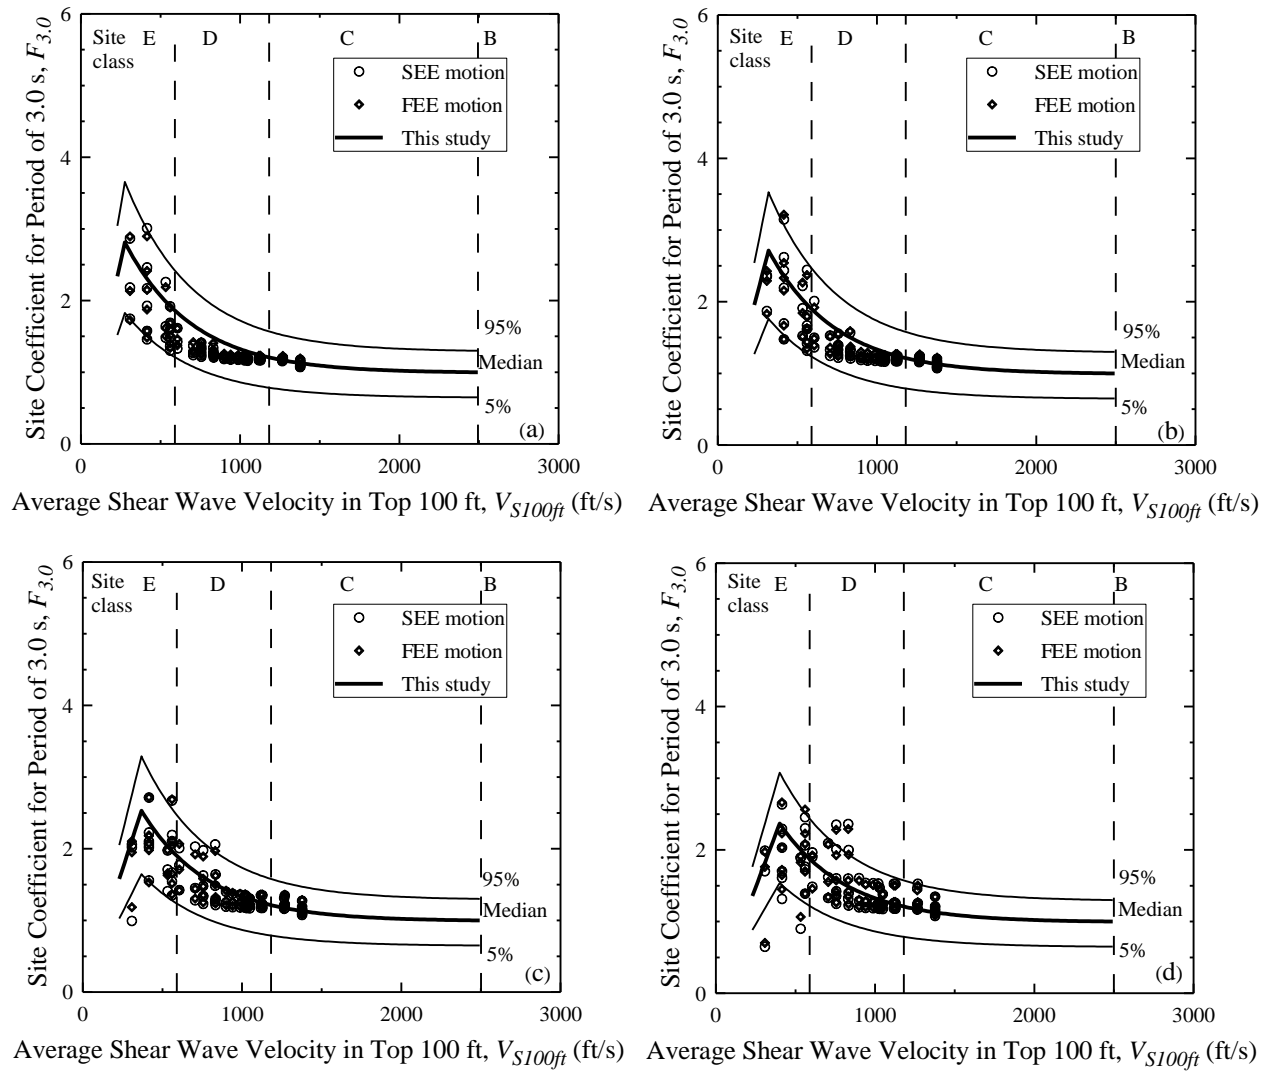 Site Coefficient for Period of 3.0 s, F3.0
6
4
2
0
Site
class
E
D
C
B
SEE motion
FEE motion
This study
95%
Median
5%
(a)
0
1000
2000
3000
Average Shear Wave Velocity in Top 100 ft, VS100ft (ft/s)
Site Coefficient for Period of 3.0 s, F3.0
6
4
2
0
Site
class
E
D
C
B
SEE motion
FEE motion
This study
95%
Median
5%
(b)
0
1000
2000
3000
Average Shear Wave Velocity in Top 100 ft, VS100ft (ft/s)
Site Coefficient for Period of 3.0 s, F3.0
6
4
2
0
Site
class
E
D
C
B
SEE motion
FEE motion
This study
95%
Median
5%
(c)
0
1000
2000
3000
Average Shear Wave Velocity in Top 100 ft, VS100ft (ft/s)
Site Coefficient for Period of 3.0 s, F3.0
6
4
2
0
Site
class
E
D
C
B
SEE motion
FEE motion
This study
95%
Median
5%
(d)
0
1000
2000
3000
Average Shear Wave Velocity in Top 100 ft, VS100ft (ft/s)